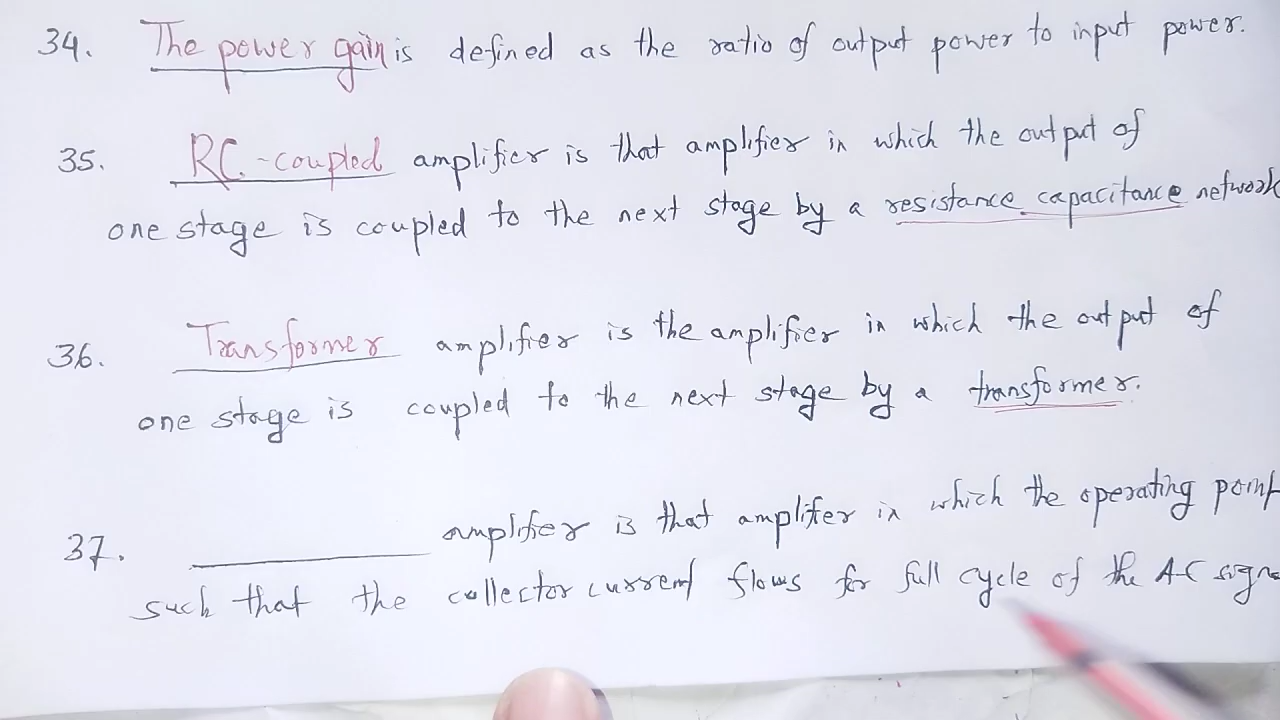 34. The power gain is defined as the ratio of output power to input power.
35. RC-coupled amplifier is that amplifier in which the output of
one stage is coupled to the next stage by a resistance capacitance network
36. Transformer amplifier is the amplifier in which the output of
one stage is coupled to the next stage by a transformer.
37. amplifier is that amplifier in which the operating point
such that the collector current flows for full cycle of the A-C sign